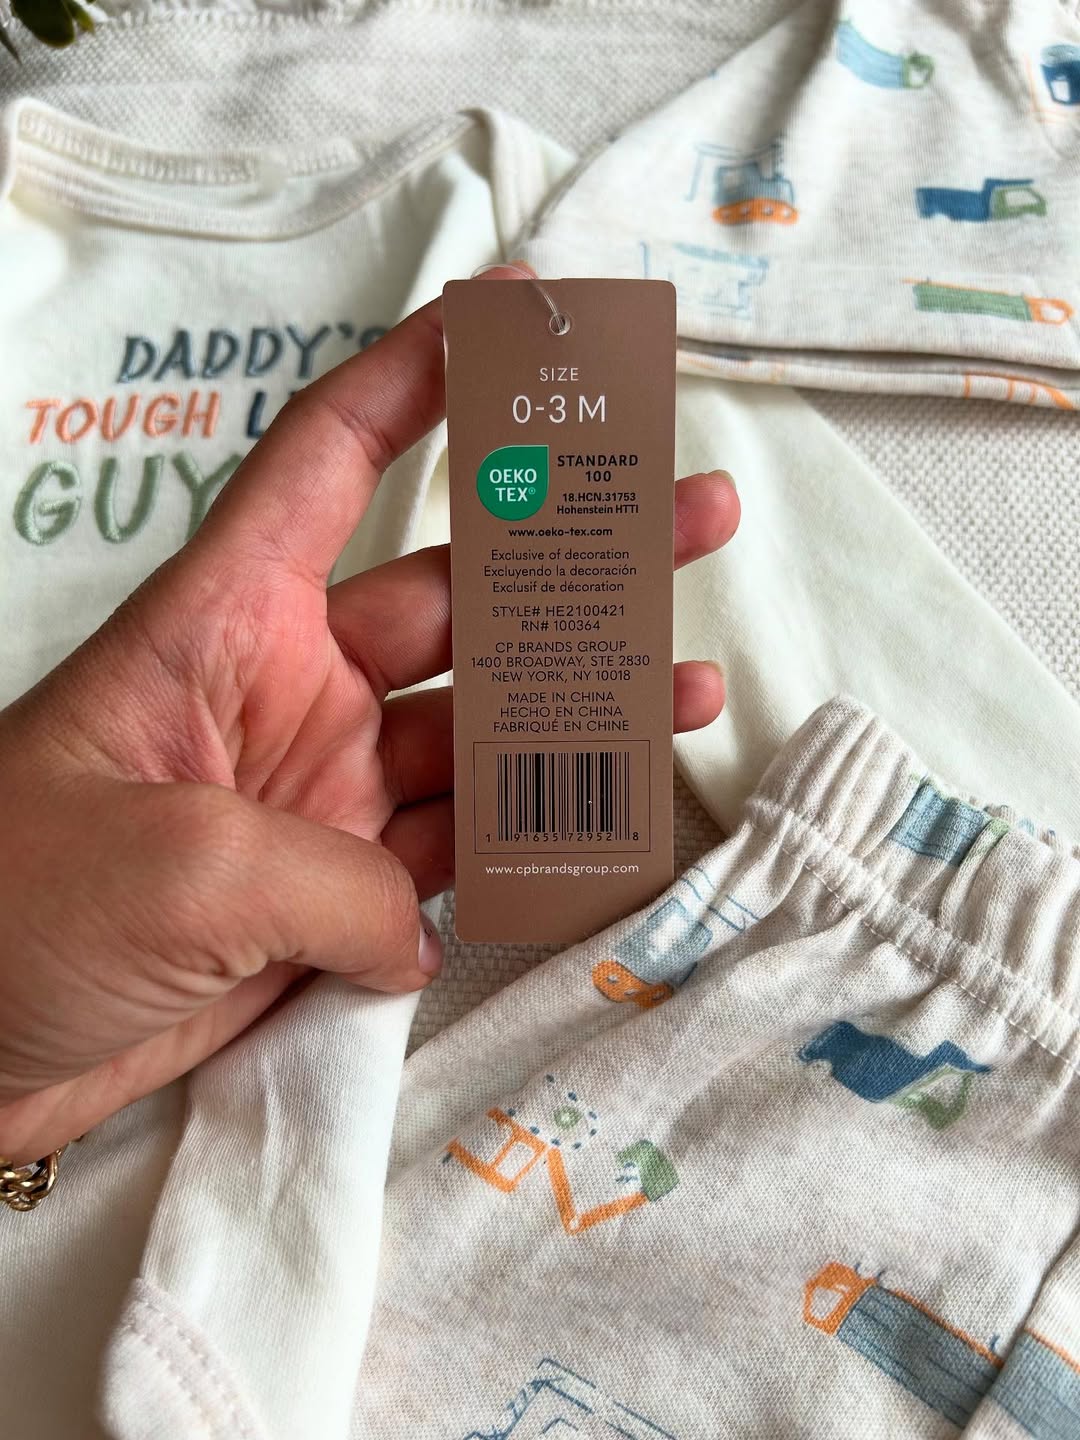 DADDY'S
TOUGH
GUY
SIZE
0-3 M
OEKO
TEX®
STANDARD
100
18.HCN.31753
Hohenstein HTTI
www.oeko-tex.com
Exclusive of decoration
Excluyendo la decoración
Exclusif de décoration
STYLE# HE2100421
RN# 100364
CP BRANDS GROUP
1400 BROADWAY, STE 2830
NEW YORK, NY 10018
MADE IN CHINA
HECHO EN CHINA
FABRIQUÉ EN CHINE
1 91655 72952 8
www.cpbrandsgroup.com